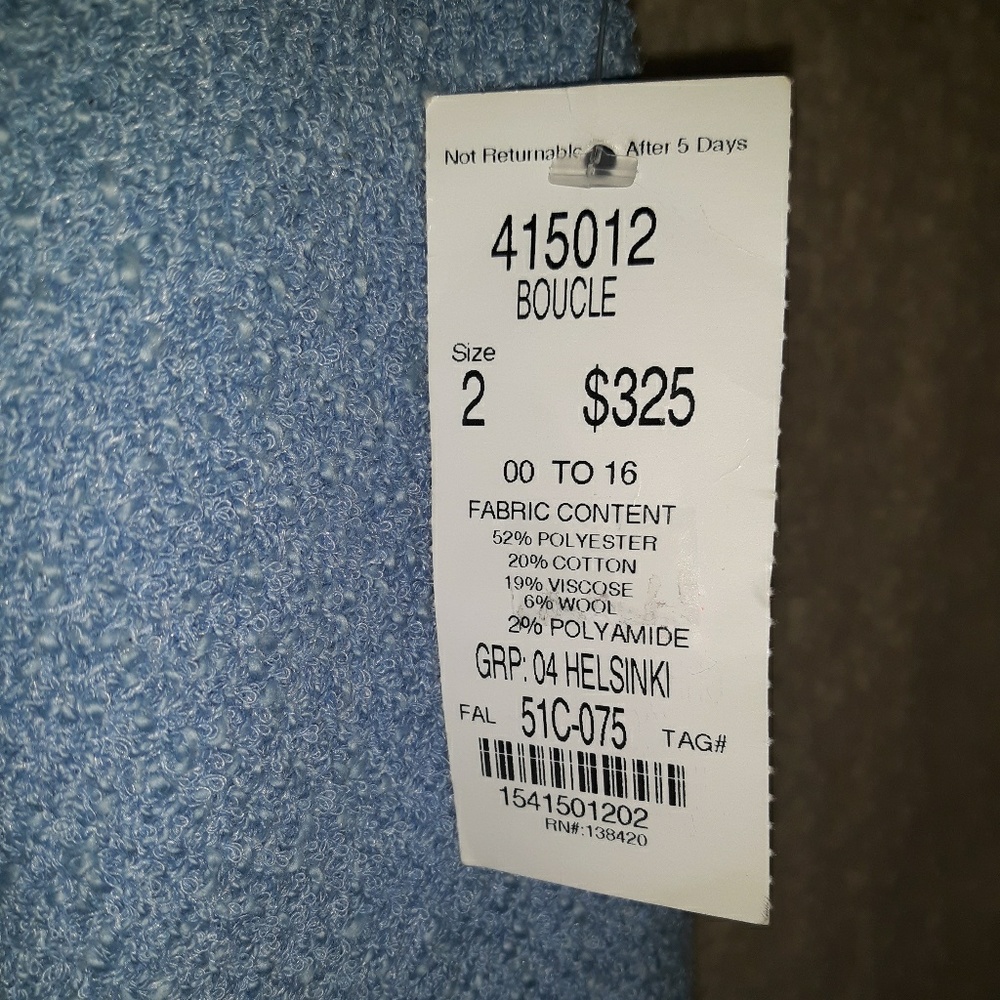 Not Returnable After 5 Days
415012
BOUCLE
Size
2 $325
00 TO 16
FABRIC CONTENT
52% POLYESTER
20% COTTON
19% VISCOSE
6% WOOL
2% POLYAMIDE
GRP: 04 HELSINKI
FAL 51C-075 TAG#
1541501202
RN#:138420